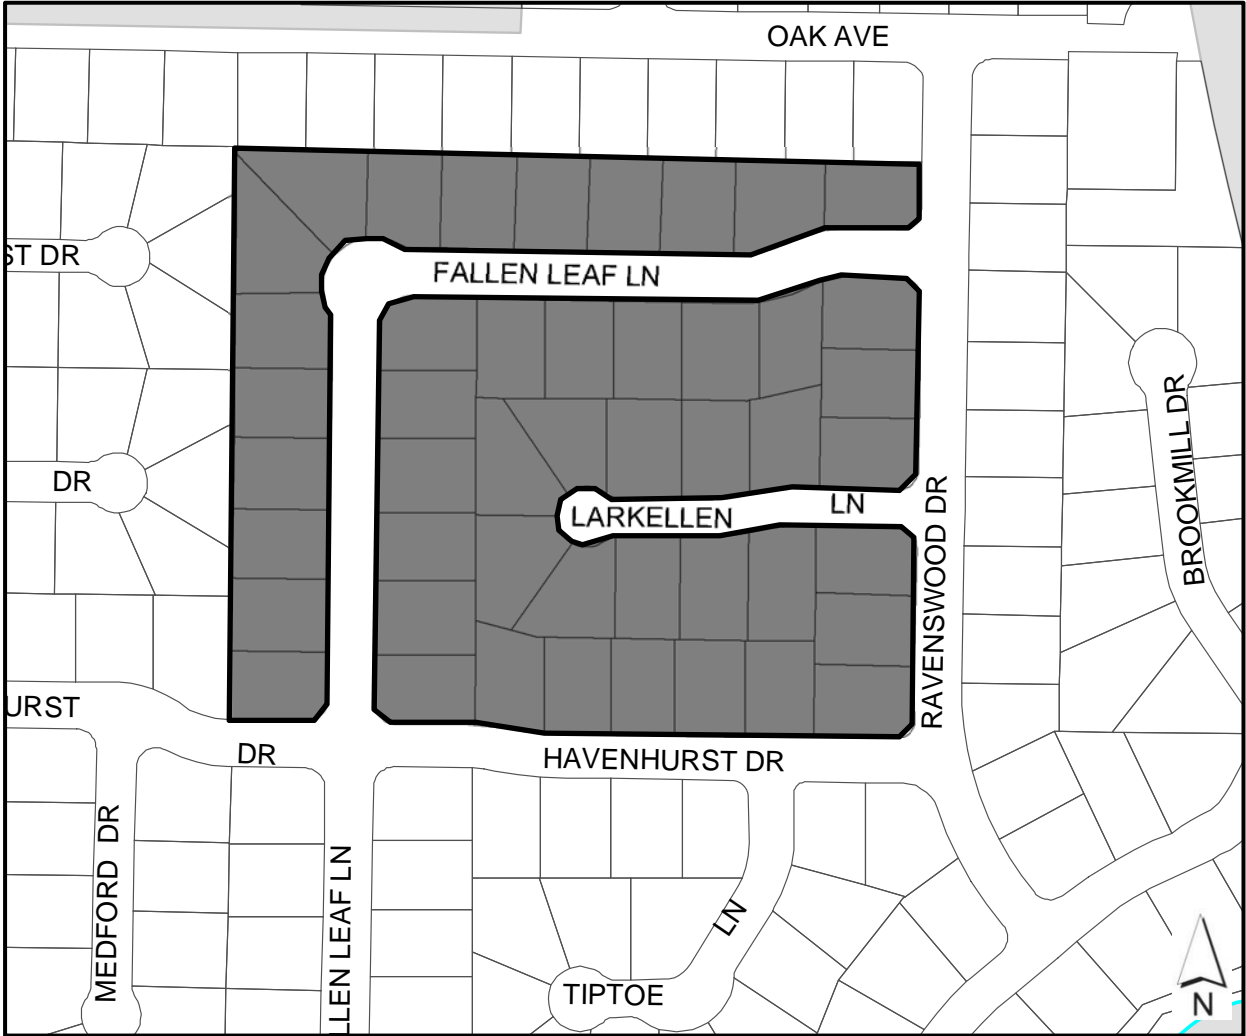 OAK AVE
ST DR
FALLEN LEAF LN
BROOKMILL DR
DR
LARKELLEN
LN
RAVENSWOOD DR
URST
DR
HAVENHURST DR
MEDFORD DR
LLEN LEAF LN
LN
TIPTOE
N